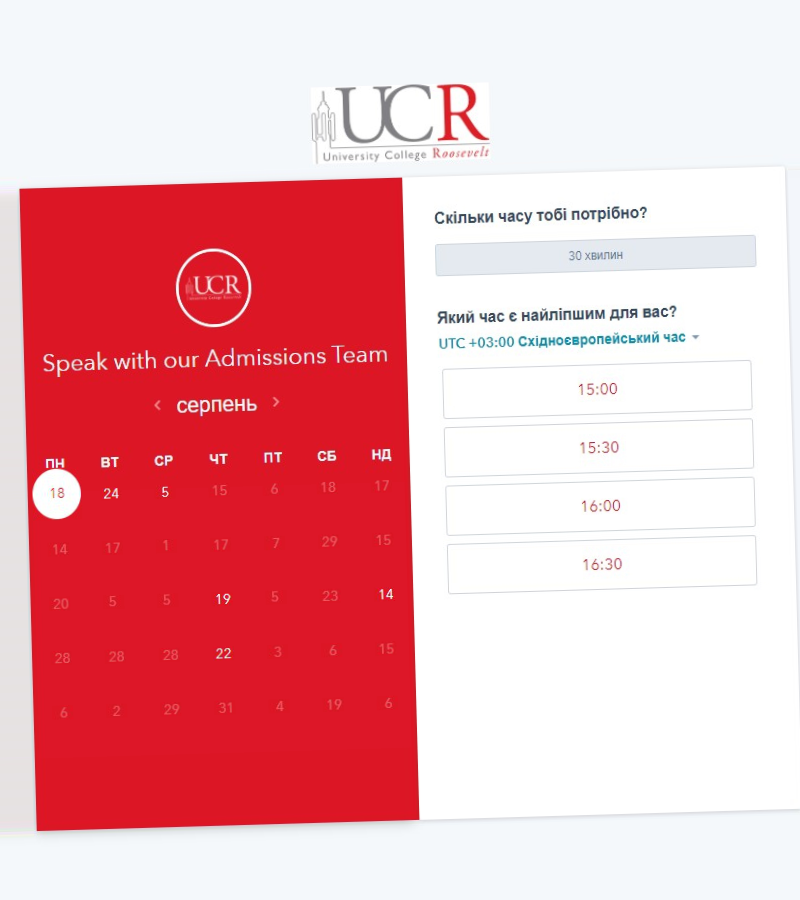 UCR
University College Roosevelt
UCR
University College Roosevelt
Speak with our Admissions Team
серпень
ПН ВТ СР ЧТ ПТ СБ НД
18 24 5 15 6 18 17
14 17 1 17 7 29 15
20 5 5 19 5 23 14
28 28 28 22 3 6 15
6 2 29 31 4 19 6
Скільки часу тобі потрібно?
30 хвилин
Який час є найліпшим для вас?
UTC +03:00 Східноєвропейський час
15:00
15:30
16:00
16:30